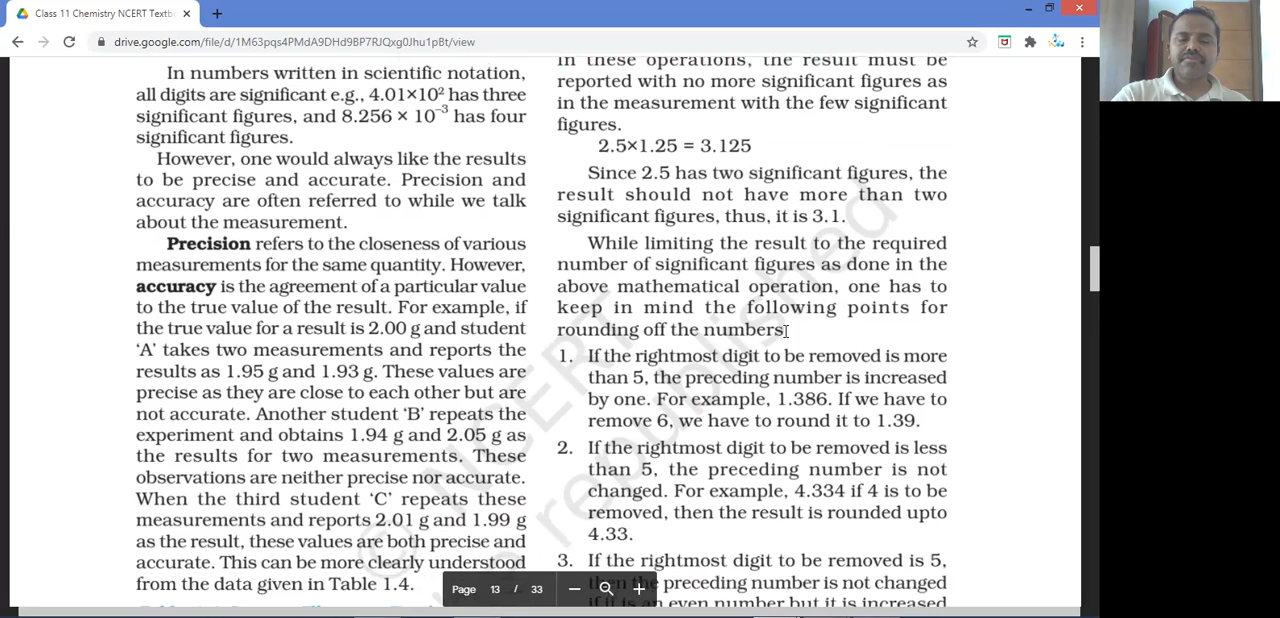 Class 11 Chemistry NCERT Textb
drive.google.com/file/d/1M63pqs4PMdA9DHd9BP7RJQxg0Jhu1pBt/view
In numbers written in scientific notation,
all digits are significant e.g., 4.01×10² has three
significant figures, and 8.256 × 10⁻³ has four
significant figures.
However, one would always like the results
to be precise and accurate. Precision and
accuracy are often referred to while we talk
about the measurement.
Precision refers to the closeness of various
measurements for the same quantity. However,
accuracy is the agreement of a particular value
to the true value of the result. For example, if
the true value for a result is 2.00 g and student
‘A’ takes two measurements and reports the
results as 1.95 g and 1.93 g. These values are
precise as they are close to each other but are
not accurate. Another student ‘B’ repeats the
experiment and obtains 1.94 g and 2.05 g as
the results for two measurements. These
observations are neither precise nor accurate.
When the third student ‘C’ repeats these
measurements and reports 2.01 g and 1.99 g
as the result, these values are both precise and
accurate. This can be more clearly understood
from the data given in Table 1.4.
In these operations, the result must be
reported with no more significant figures as
in the measurement with the few significant
figures.
2.5×1.25 = 3.125
Since 2.5 has two significant figures, the
result should not have more than two
significant figures, thus, it is 3.1.
While limiting the result to the required
number of significant figures as done in the
above mathematical operation, one has to
keep in mind the following points for
rounding off the numbers
1. If the rightmost digit to be removed is more
than 5, the preceding number is increased
by one. For example, 1.386. If we have to
remove 6, we have to round it to 1.39.
2. If the rightmost digit to be removed is less
than 5, the preceding number is not
changed. For example, 4.334 if 4 is to be
removed, then the result is rounded upto
4.33.
3. If the rightmost digit to be removed is 5,
then the preceding number is not changed
if it is an even number but it is increased
© NCERT
republished
Page 13 / 33